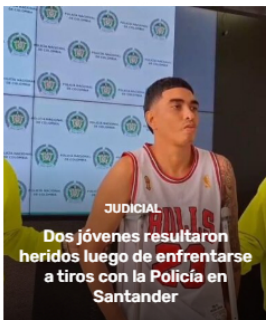 JUDICIAL
Dos jóvenes resultaron
heridos luego de enfrentarse
a tiros con la Policía en
Santander
BULLS